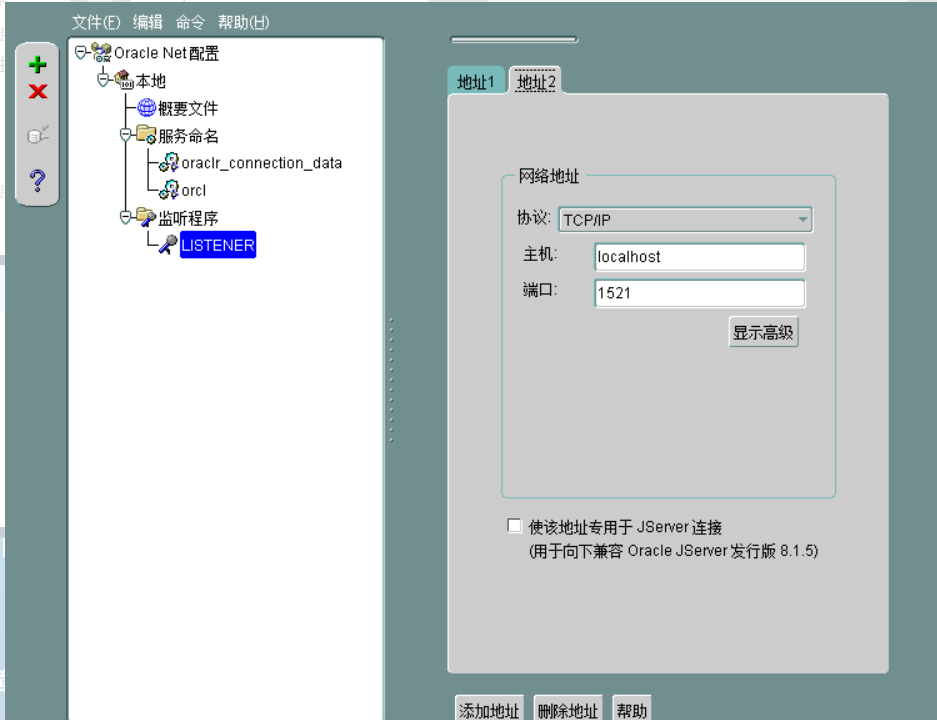 文件(F) 编辑 命令 帮助(H)
Oracle Net 配置
本地
概要文件
服务命名
oraclr_connection_data
orcl
监听程序
LISTENER
地址1 地址2
网络地址
协议: TCP/IP
主机: localhost
端口: 1521
显示高级
使该地址专用于 JServer 连接
(用于向下兼容 Oracle JServer 发行版 8.1.5)
添加地址 删除地址 帮助